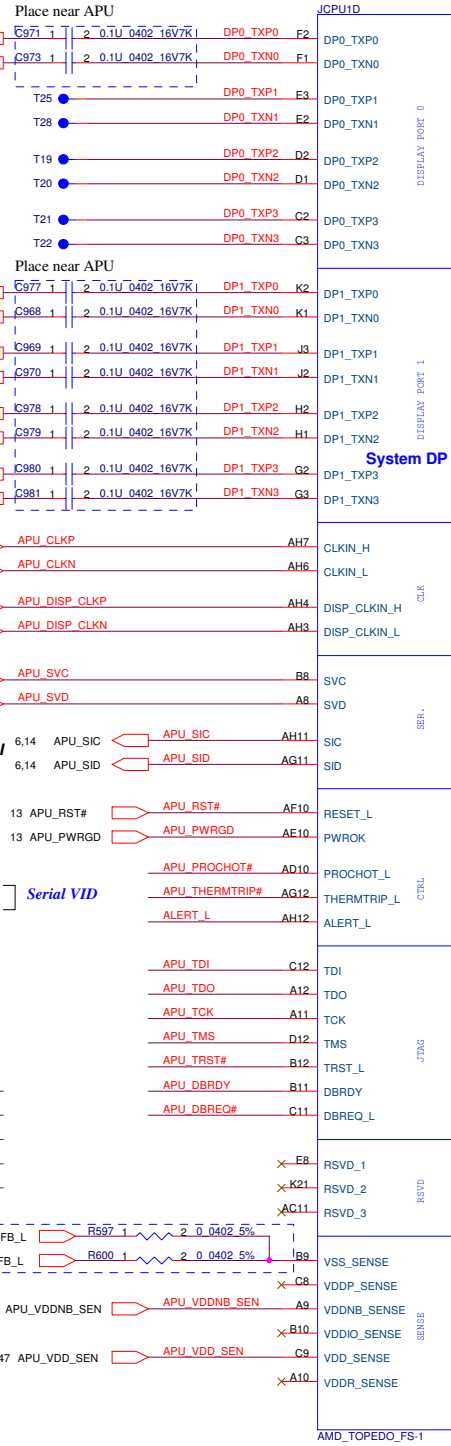 Place near APU JCPU1D
C971 1 2 0.1U_0402_16V7K DP0_TXP0 F2 DP0_TXP0
C973 1 2 0.1U_0402_16V7K DP0_TXN0 F1 DP0_TXN0
T25 DP0_TXP1 E3 DP0_TXP1
T28 DP0_TXN1 E2 DP0_TXN1
T19 DP0_TXP2 D2 DP0_TXP2
T20 DP0_TXN2 D1 DP0_TXN2
T21 DP0_TXP3 C2 DP0_TXP3
T22 DP0_TXN3 C3 DP0_TXN3
DISPLAY PORT 0
Place near APU
C977 1 2 0.1U_0402_16V7K DP1_TXP0 K2 DP1_TXP0
C968 1 2 0.1U_0402_16V7K DP1_TXN0 K1 DP1_TXN0
C969 1 2 0.1U_0402_16V7K DP1_TXP1 J3 DP1_TXP1
C970 1 2 0.1U_0402_16V7K DP1_TXN1 J2 DP1_TXN1
C978 1 2 0.1U_0402_16V7K DP1_TXP2 H2 DP1_TXP2
C979 1 2 0.1U_0402_16V7K DP1_TXN2 H1 DP1_TXN2
C980 1 2 0.1U_0402_16V7K DP1_TXP3 G2 DP1_TXP3
C981 1 2 0.1U_0402_16V7K DP1_TXN3 G3 DP1_TXN3
DISPLAY PORT 1
System DP
APU_CLKP AH7 CLKIN_H
APU_CLKN AH6 CLKIN_L
APU_DISP_CLKP AH4 DISP_CLKIN_H
APU_DISP_CLKN AH3 DISP_CLKIN_L
CLK
APU_SVC B8 SVC
APU_SVD A8 SVD
6,14 APU_SIC APU_SIC AH11 SIC
6,14 APU_SID APU_SID AG11 SID
SER.
13 APU_RST# APU_RST# AF10 RESET_L
13 APU_PWRGD APU_PWRGD AE10 PWROK
APU_PROCHOT# AD10 PROCHOT_L
Serial VID APU_THERMTRIP# AG12 THERMTRIP_L
ALERT_L AH12 ALERT_L
CTRL
APU_TDI C12 TDI
APU_TDO A12 TDO
APU_TCK A11 TCK
APU_TMS D12 TMS
APU_TRST# B12 TRST_L
APU_DBRDY B11 DBRDY
APU_DBREQ# C11 DBREQ_L
JTAG
E8 RSVD_1
K21 RSVD_2
AC11 RSVD_3
RSVD
FB_L R597 1 2 0_0402_5%
FB_L R600 1 2 0_0402_5% B9 VSS_SENSE
C8 VDDP_SENSE
APU_VDDNB_SEN APU_VDDNB_SEN A9 VDDNB_SENSE
B10 VDDIO_SENSE
47 APU_VDD_SEN APU_VDD_SEN C9 VDD_SENSE
A10 VDDR_SENSE
SENSE
AMD_TOPEDO_FS-1